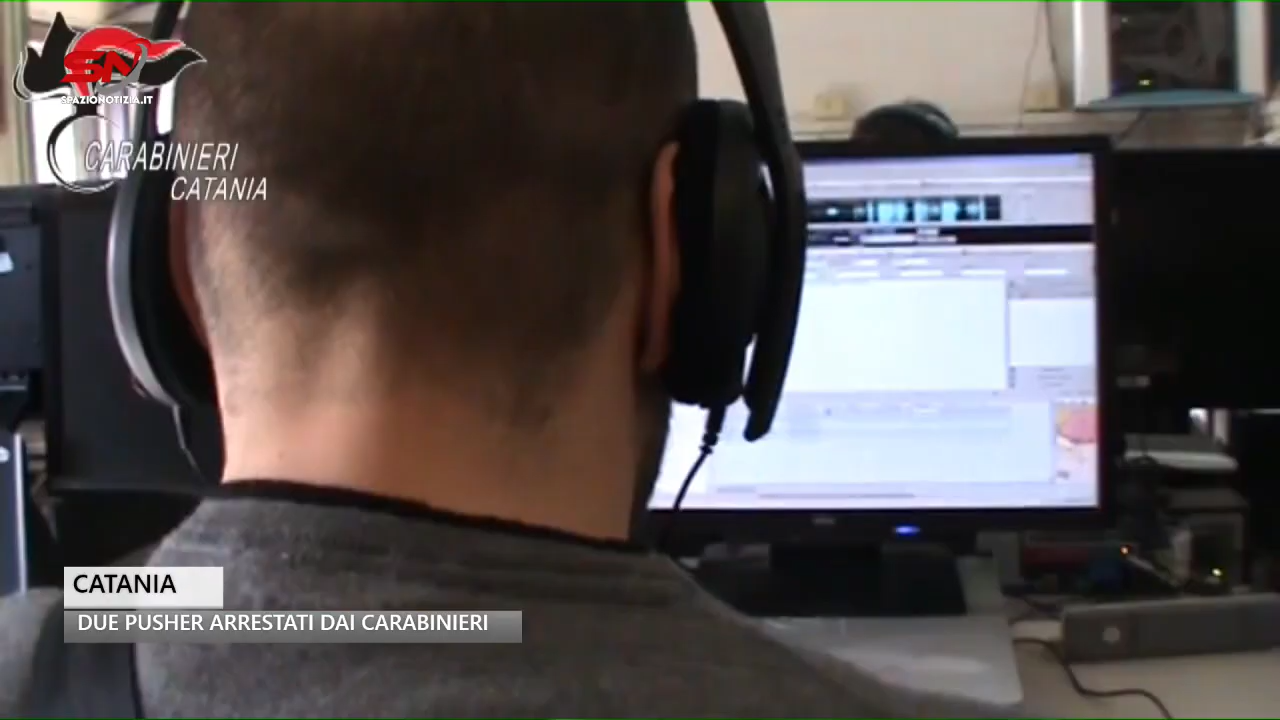 SN
SPAZIONOTIZIA.IT
CARABINIERI
CATANIA
CATANIA
DUE PUSHER ARRESTATI DAI CARABINIERI